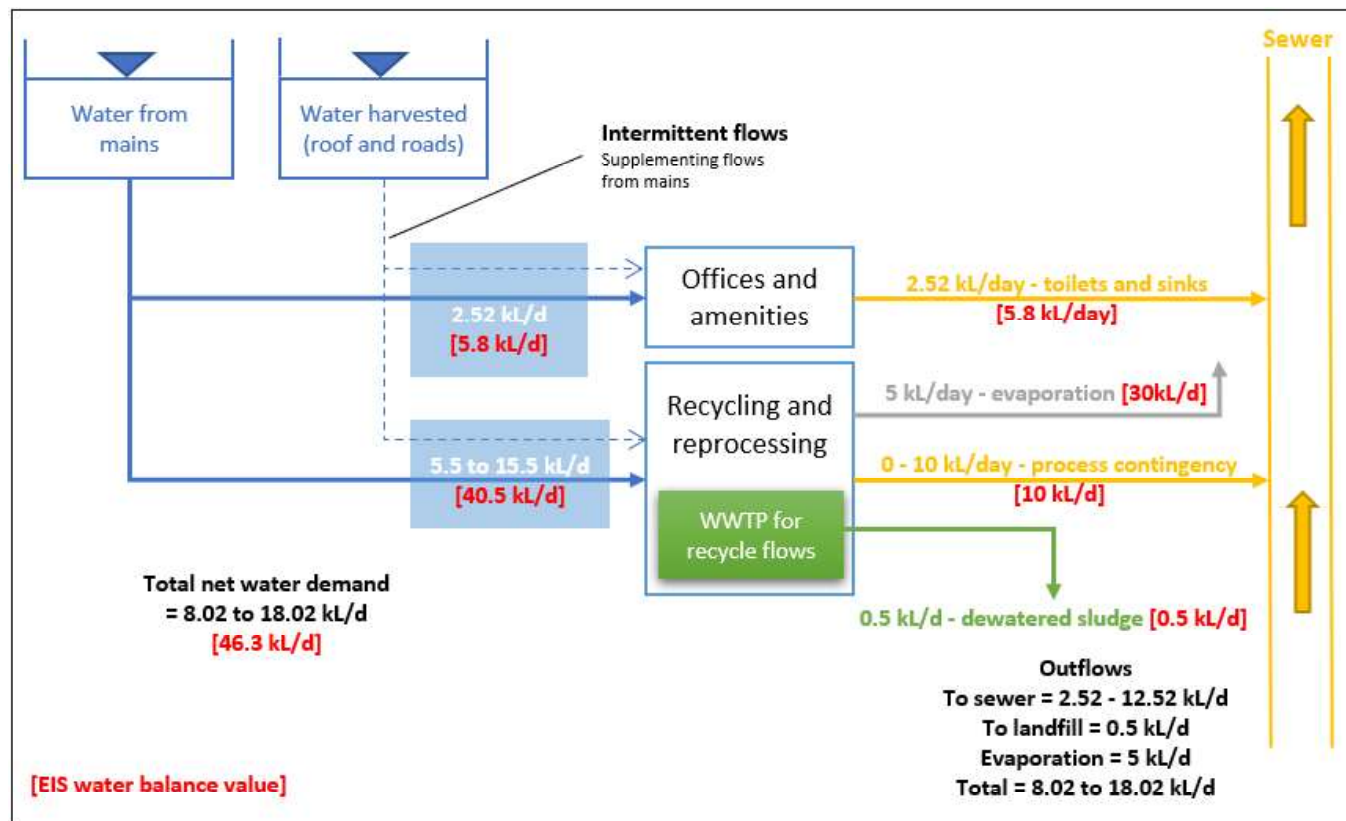 Sewer
Water from
mains
Water harvested
(roof and roads)
Intermittent flows
Supplementing flows
from mains
2.52 kL/d
[5.8 kL/d]
Offices and
amenities
2.52 kL/day - toilets and sinks
[5.8 kL/day]
5 kL/day - evaporation [30kL/d]
Recycling and
reprocessing
5.5 to 15.5 kL/d
[40.5 kL/d]
0 - 10 kL/day - process contingency
[10 kL/d]
WWTP for
recycle flows
0.5 kL/d - dewatered sludge [0.5 kL/d]
Total net water demand
= 8.02 to 18.02 kL/d
[46.3 kL/d]
Outflows
To sewer = 2.52 - 12.52 kL/d
To landfill = 0.5 kL/d
Evaporation = 5 kL/d
Total = 8.02 to 18.02 kL/d
[EIS water balance value]